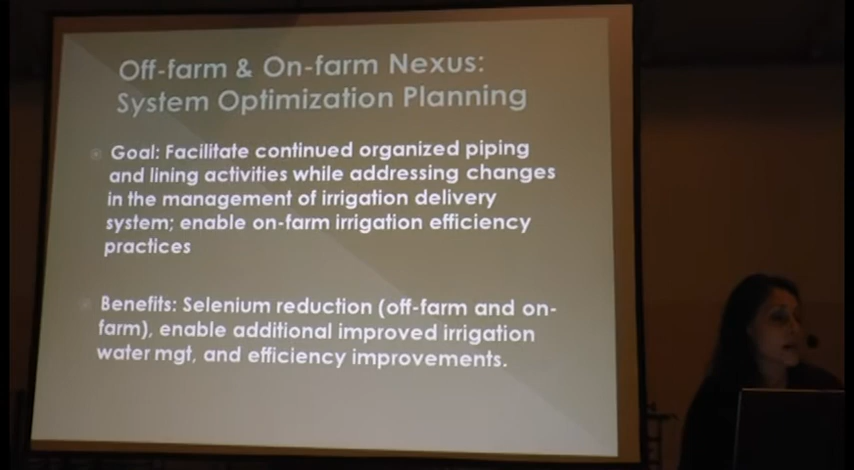 Off-farm & On-farm Nexus:
System Optimization Planning
Goal: Facilitate continued organized piping
and lining activities while addressing changes
in the management of irrigation delivery
system; enable on-farm irrigation efficiency
practices
Benefits: Selenium reduction (off-farm and on-
farm), enable additional improved irrigation
water mgt, and efficiency improvements.